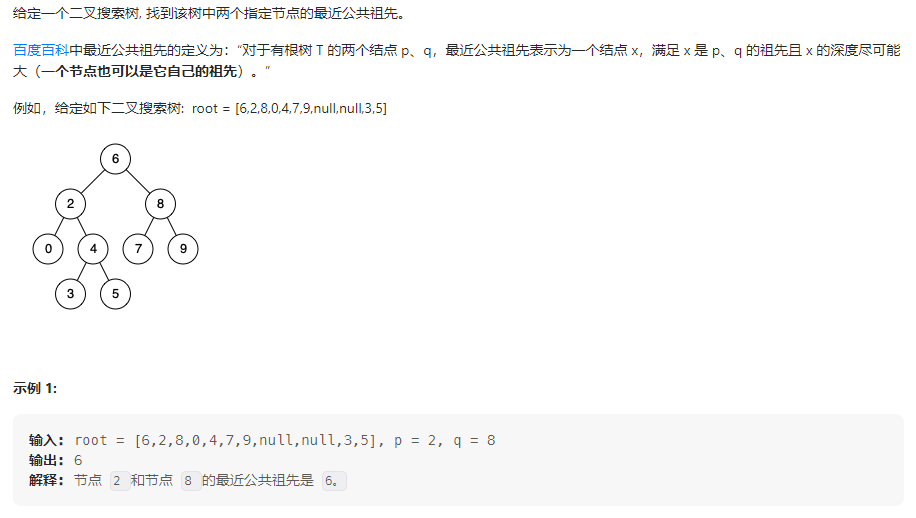 给定一个二叉搜索树, 找到该树中两个指定节点的最近公共祖先。
百度百科中最近公共祖先的定义为：“对于有根树 T 的两个结点 p、q，最近公共祖先表示为一个结点 x，满足 x 是 p、q 的祖先且 x 的深度尽可能
大（一个节点也可以是它自己的祖先）。”
例如，给定如下二叉搜索树:  root = [6,2,8,0,4,7,9,null,null,3,5]
6
2 8
0 4 7 9
3 5
示例 1:
输入: root = [6,2,8,0,4,7,9,null,null,3,5], p = 2, q = 8
输出: 6
解释: 节点 2 和节点 8 的最近公共祖先是 6。